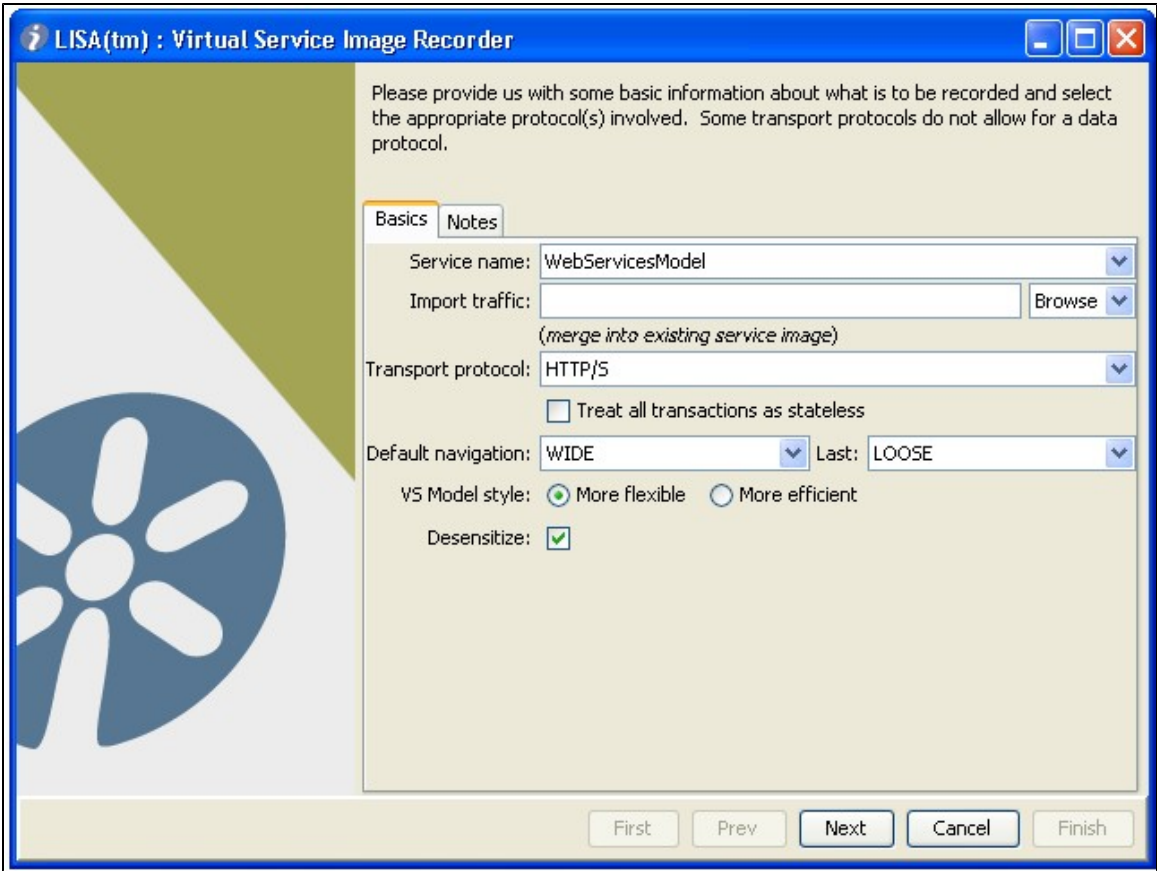 LISA(tm) : Virtual Service Image Recorder
Please provide us with some basic information about what is to be recorded and select
the appropriate protocol(s) involved. Some transport protocols do not allow for a data
protocol.
Basics Notes
Service name: WebServicesModel
Import traffic: Browse
(merge into existing service image)
Transport protocol: HTTP/S
Treat all transactions as stateless
Default navigation: WIDE Last: LOOSE
VS Model style: More flexible More efficient
Desensitize:
First Prev Next Cancel Finish